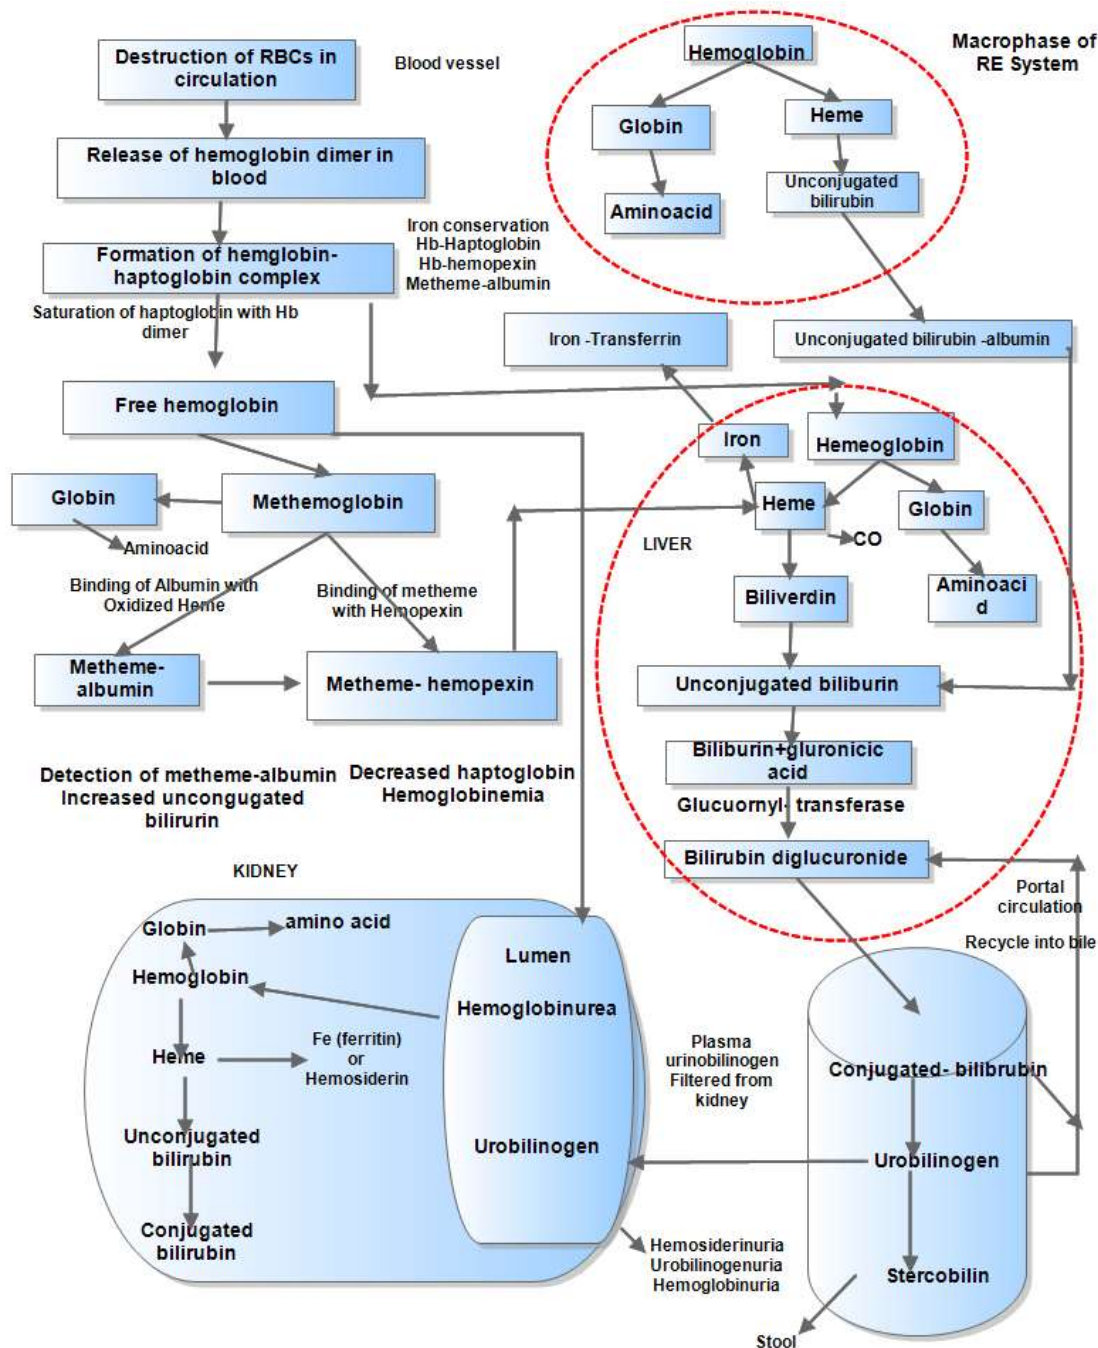 Destruction of RBCs in
circulation
Blood vessel
Hemoglobin
Macrophase of
RE System
Globin
Heme
Release of hemoglobin dimer in
blood
Unconjugated
bilirubin
Aminoacid
Iron conservation
Hb-Haptoglobin
Hb-hemopexin
Metheme-albumin
Formation of hemglobin-
haptoglobin complex
Saturation of haptoglobin with Hb
dimer
Iron -Transferrin
Unconjugated bilirubin -albumin
Free hemoglobin
Iron
Hemeoglobin
Globin
Methemoglobin
Heme
Globin
Aminoacid
LIVER
CO
Binding of Albumin with
Oxidized Heme
Binding of metheme
with Hemopexin
Biliverdin
Aminoaci
d
Metheme-
albumin
Metheme- hemopexin
Unconjugated biliburin
Biliburin+gluronicic
acid
Detection of metheme-albumin
Increased uncongugated
bilirurin
Decreased haptoglobin
Hemoglobinemia
Glucuornyl- transferase
Bilirubin diglucuronide
KIDNEY
Portal
circulation
Recycle into bile
Globin
amino acid
Lumen
Hemoglobin
Hemoglobinurea
Heme
Fe (ferritin)
or
Hemosiderin
Plasma
urinobilinogen
Filtered from
kidney
Conjugated- bilibrubin
Unconjugated
bilirubin
Urobilinogen
Urobilinogen
Conjugated
bilirubin
Hemosiderinuria
Urobilinogenuria
Hemoglobinuria
Stercobilin
Stool